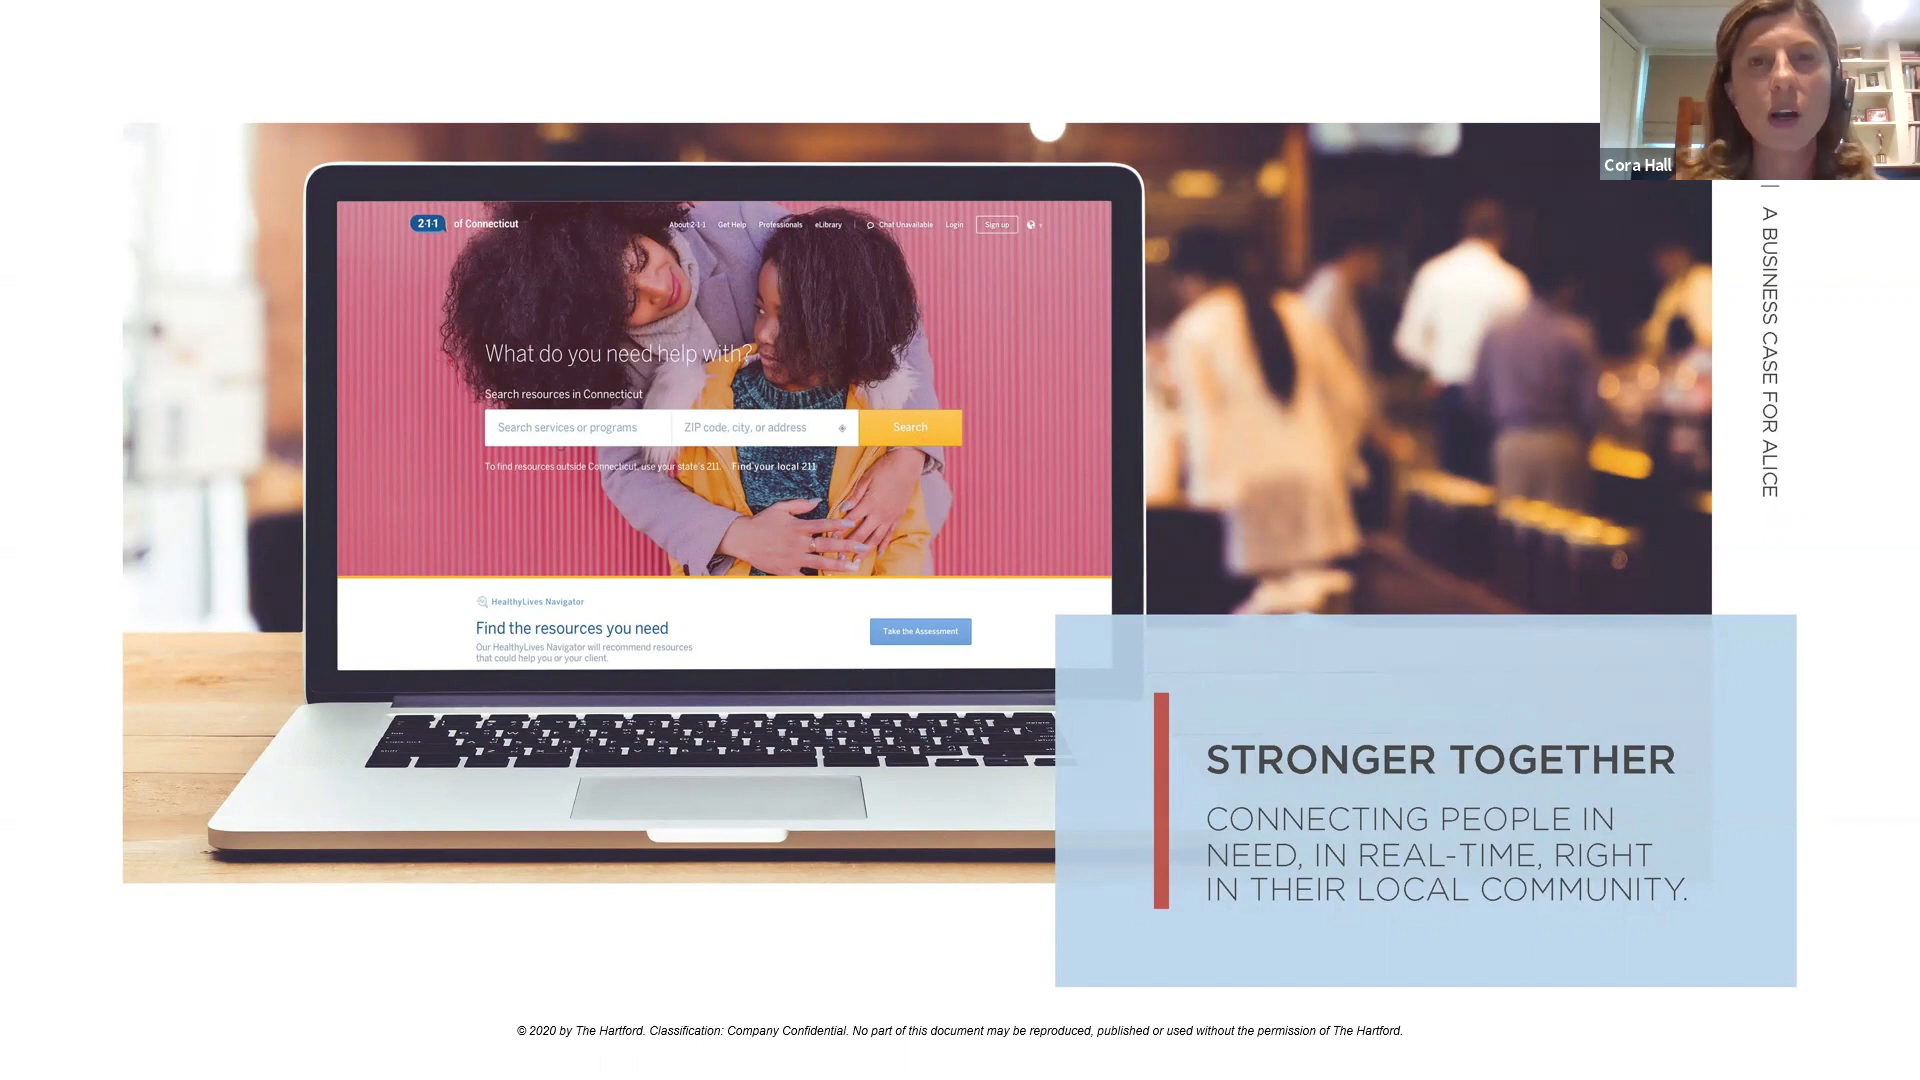 Cora Hall
A BUSINESS CASE FOR ALICE
2-1-1 of Connecticut
About 2-1-1 Get Help Professionals eLibrary Chat Unavailable Login Sign up
What do you need help with?
Search resources in Connecticut
Search services or programs ZIP code, city, or address Search
To find resources outside Connecticut, use your state's 211. Find your local 211
HealthyLives Navigator
Find the resources you need
Take the Assessment
Our HealthyLives Navigator will recommend resources
that could help you or your client.
STRONGER TOGETHER
CONNECTING PEOPLE IN
NEED, IN REAL-TIME, RIGHT
IN THEIR LOCAL COMMUNITY.
© 2020 by The Hartford. Classification: Company Confidential. No part of this document may be reproduced, published or used without the permission of The Hartford.